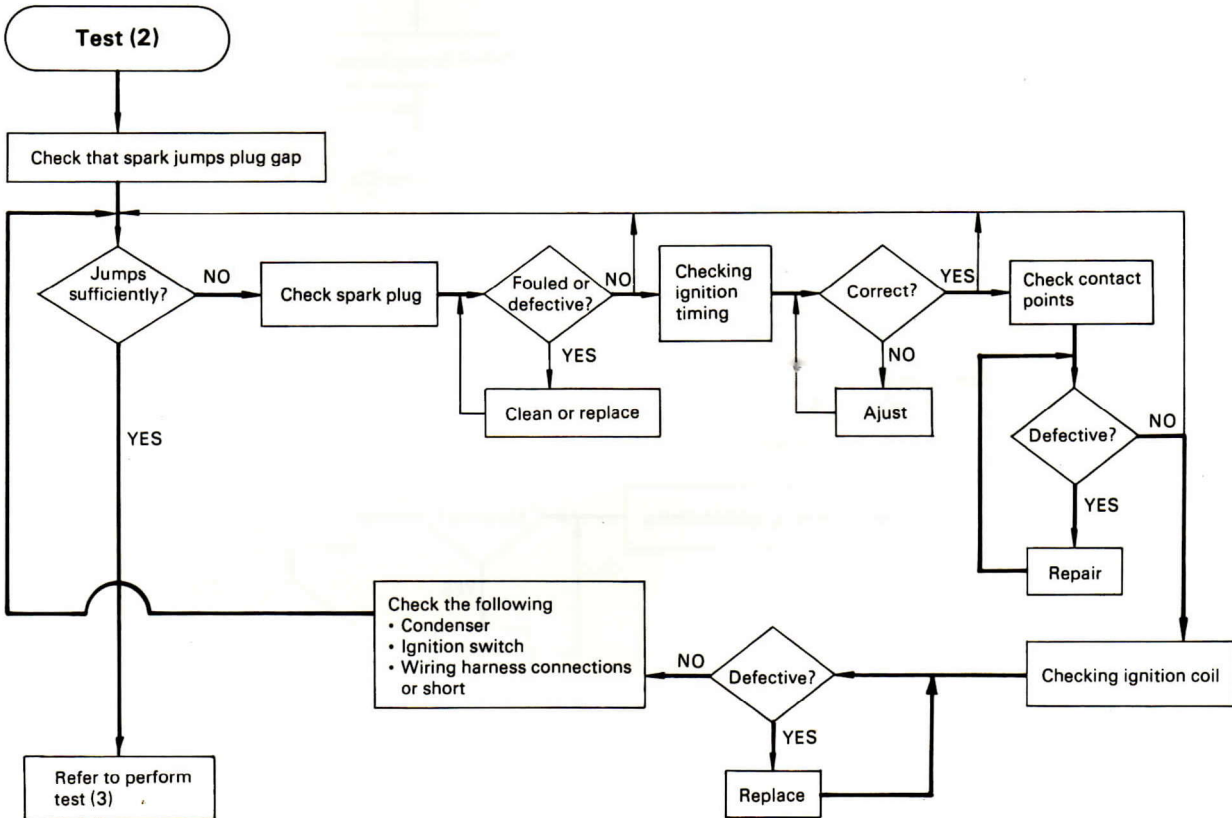 Test (2)
Check that spark jumps plug gap
Jumps
sufficiently?
NO
Check spark plug
Fouled or
defective?
NO
Checking
ignition
timing
Correct?
YES
Check contact
points
YES
Clean or replace
NO
Ajust
YES
Defective?
NO
YES
Repair
Check the following
• Condenser
• Ignition switch
• Wiring harness connections
or short
NO
Defective?
Checking ignition coil
YES
Replace
Refer to perform
test (3)